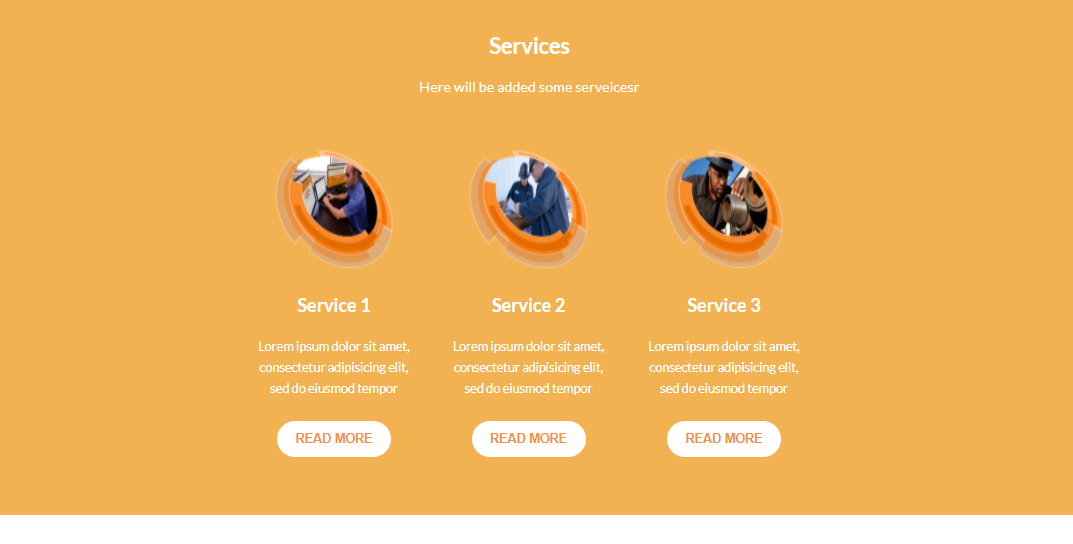 Services
Here will be added some serveicesr
Service 1
Service 2
Service 3
Lorem ipsum dolor sit amet,
consectetur adipisicing elit,
sed do eiusmod tempor
Lorem ipsum dolor sit amet,
consectetur adipisicing elit,
sed do eiusmod tempor
Lorem ipsum dolor sit amet,
consectetur adipisicing elit,
sed do eiusmod tempor
READ MORE
READ MORE
READ MORE